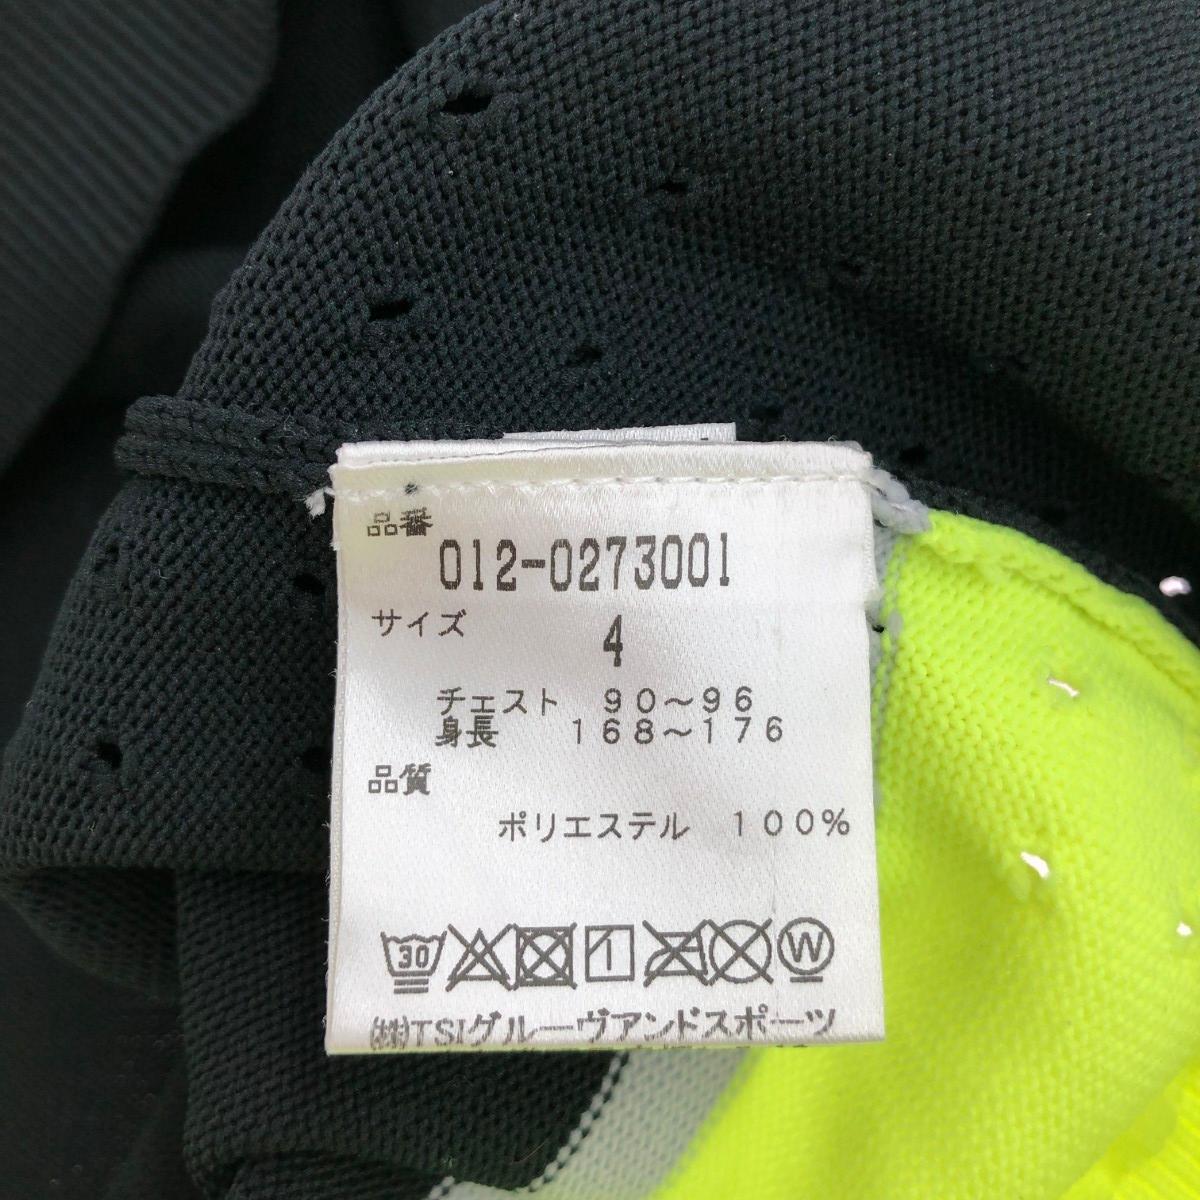 品番
012-0273001
サイズ 4
チェスト 90~96
身長 168~176
品質
ポリエステル 100%
30 W
㈱TSIグルーヴアンドスポーツ